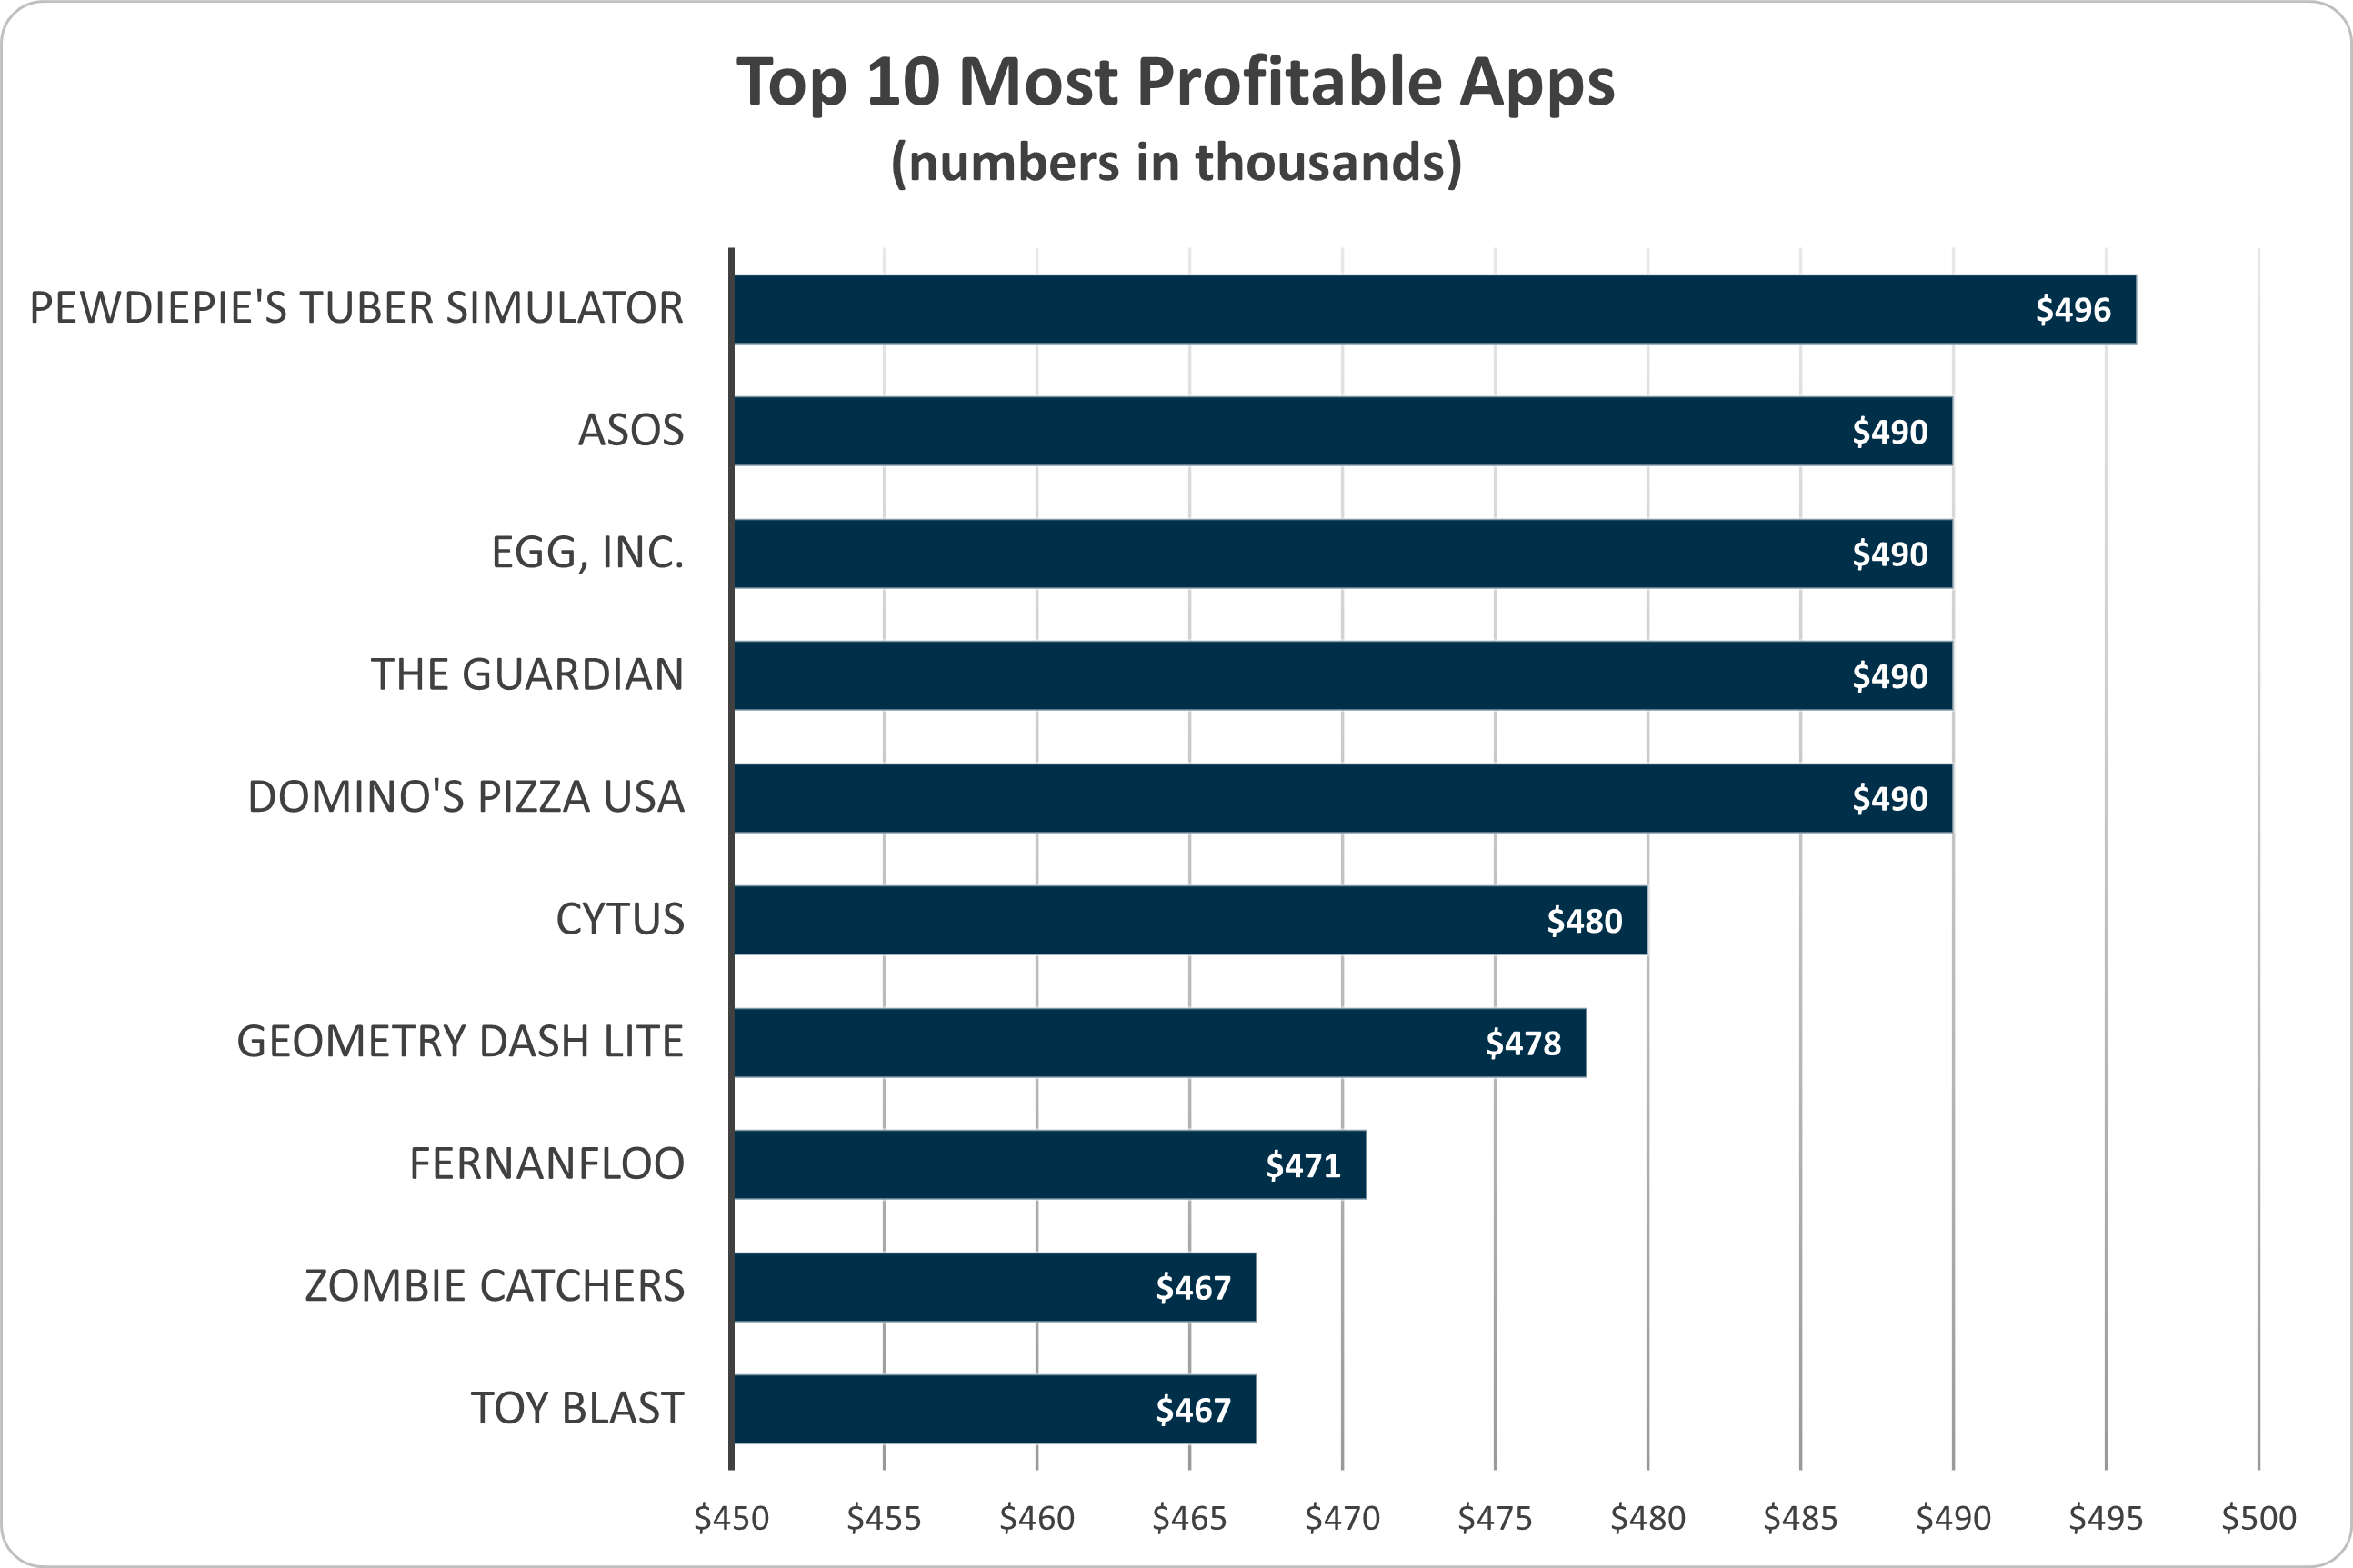 Top 10 Most Profitable Apps
(numbers in thousands)
PEWDIEPIE'S TUBER SIMULATOR $496
ASOS $490
EGG, INC. $490
THE GUARDIAN $490
DOMINO'S PIZZA USA $490
CYTUS $480
GEOMETRY DASH LITE $478
FERNANFLOO $471
ZOMBIE CATCHERS $467
TOY BLAST $467
$450 $455 $460 $465 $470 $475 $480 $485 $490 $495 $500